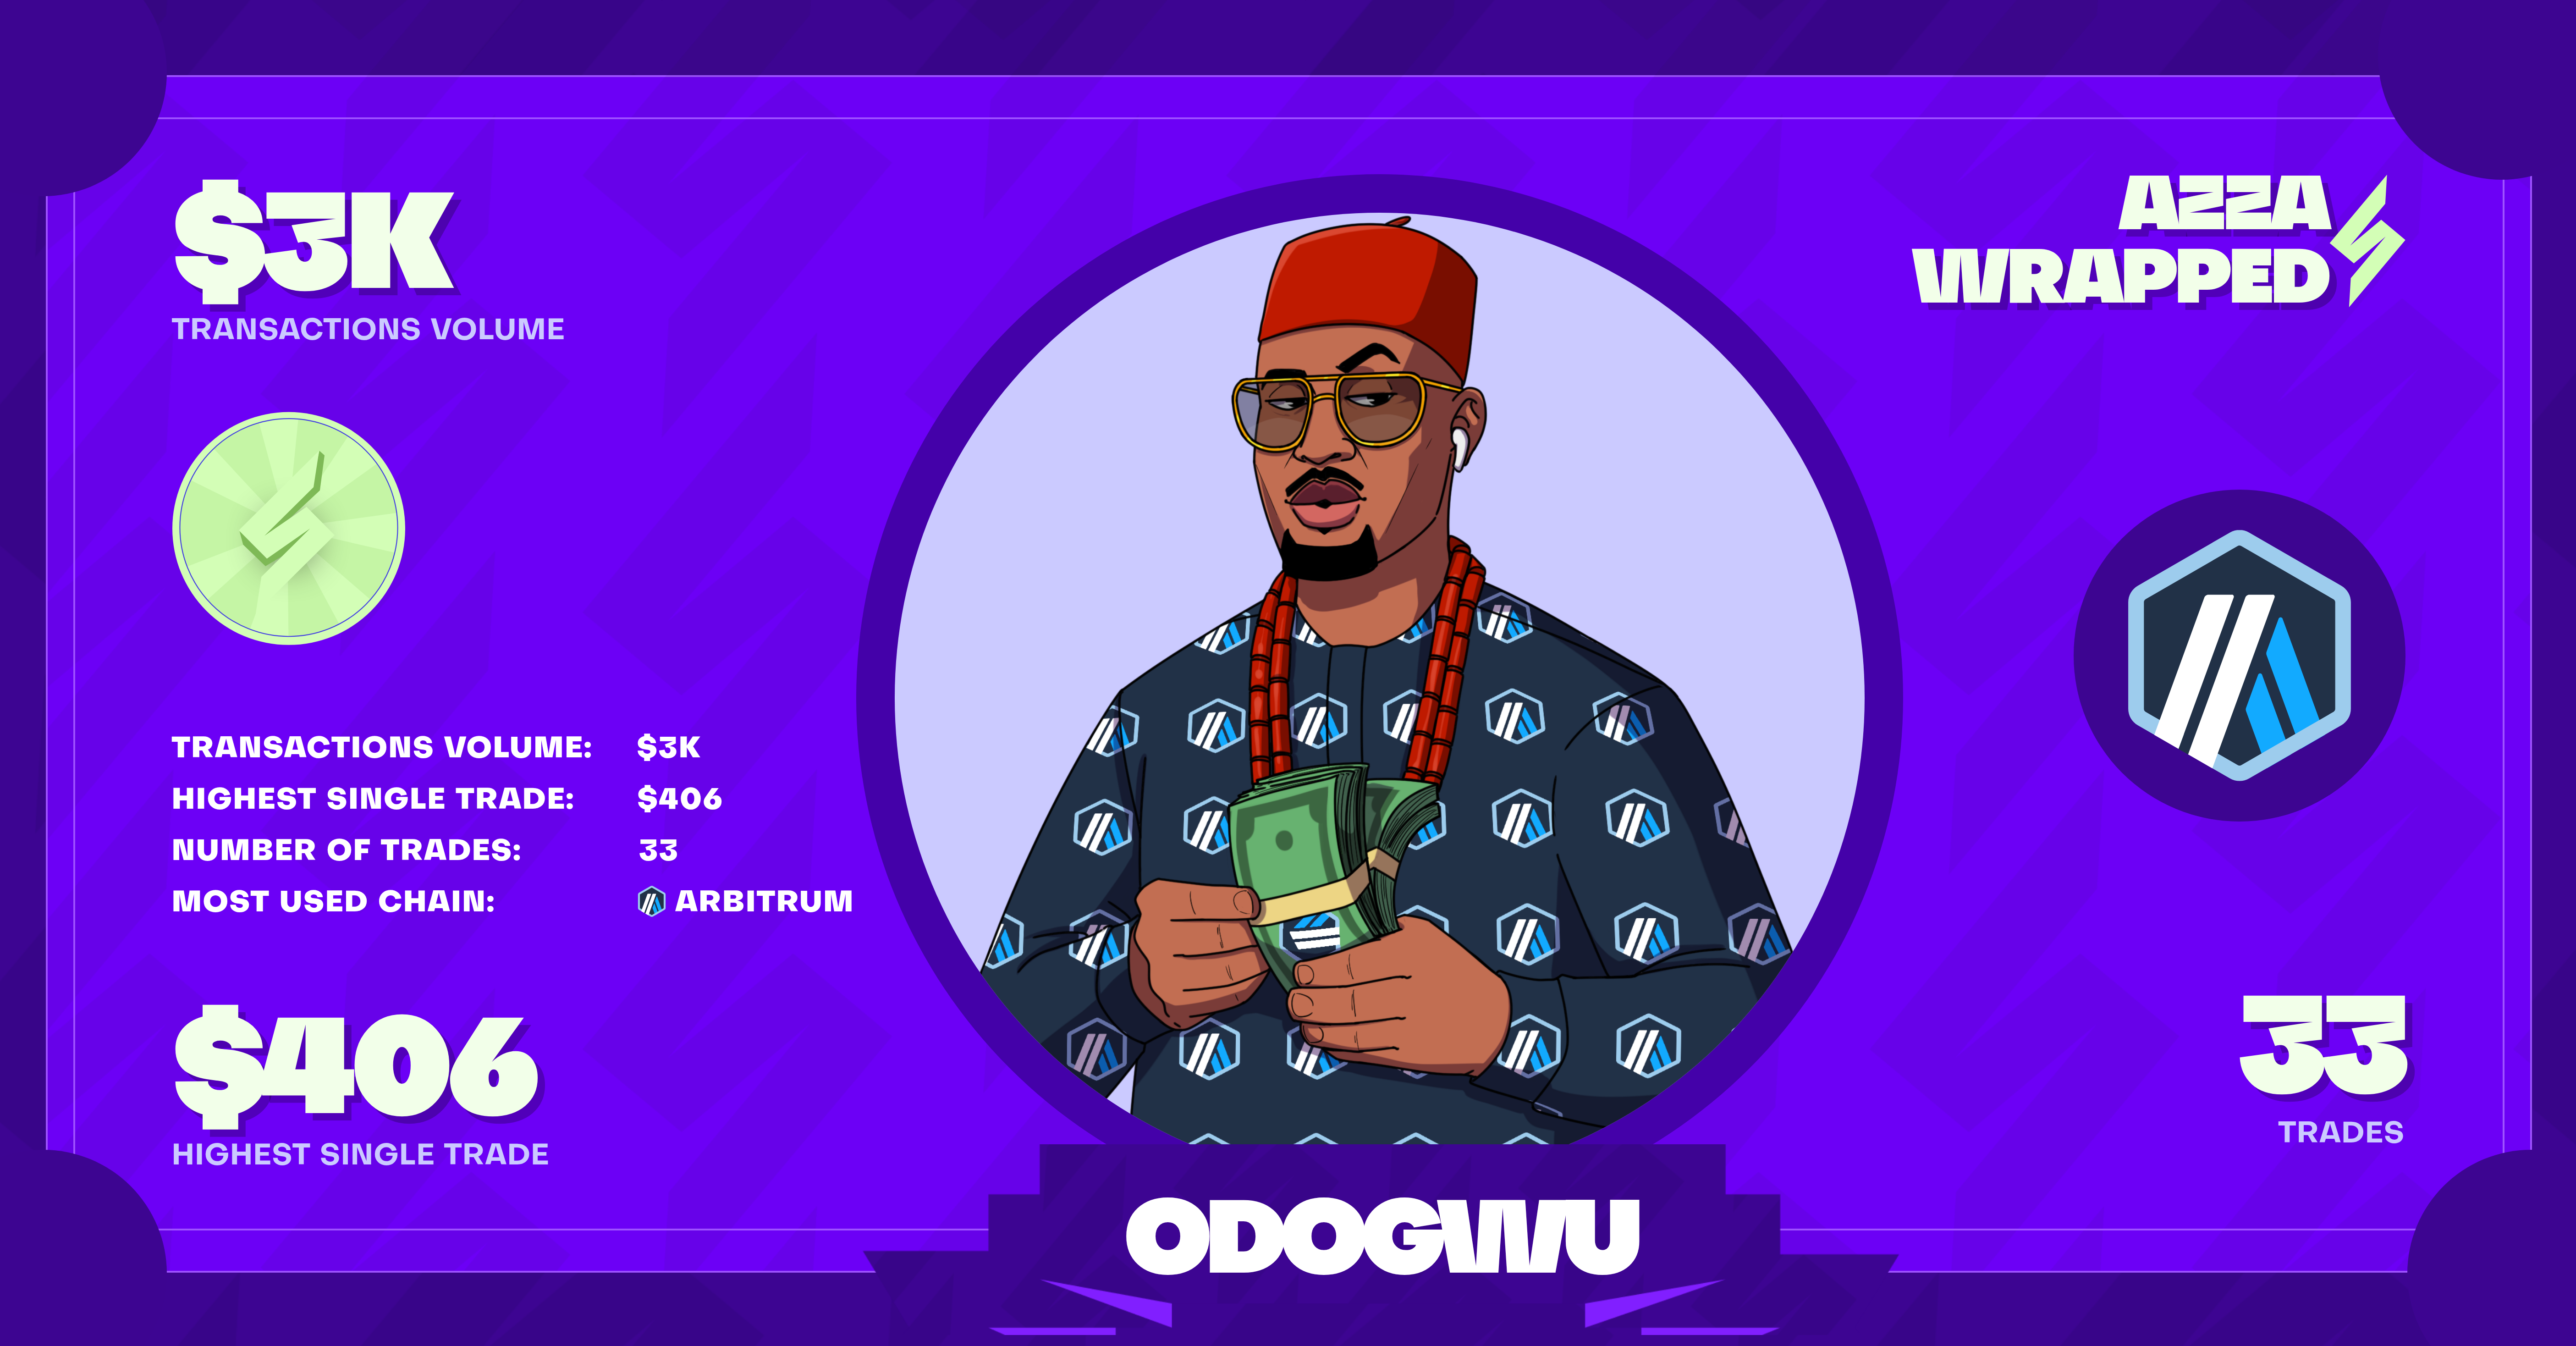 $3K
TRANSACTIONS VOLUME
AZZA
WRAPPED
TRANSACTIONS VOLUME: $3K
HIGHEST SINGLE TRADE: $406
NUMBER OF TRADES: 33
MOST USED CHAIN: ARBITRUM
$406
HIGHEST SINGLE TRADE
33
TRADES
ODOGWU